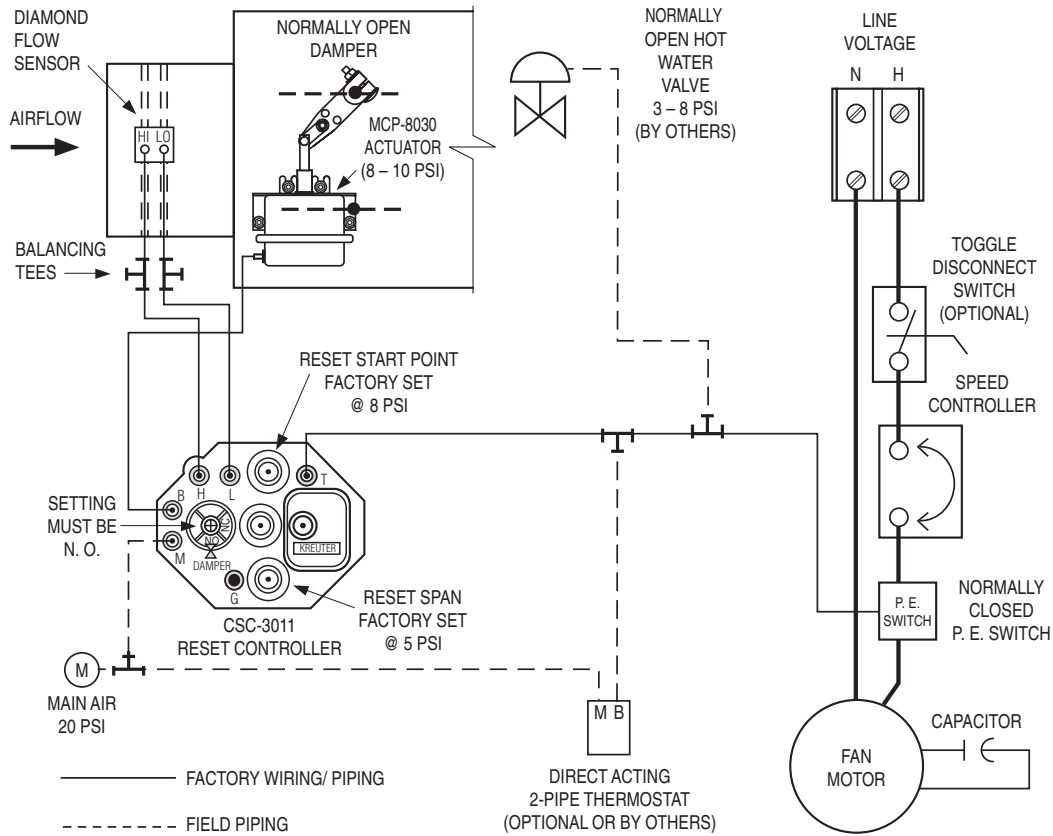 DIAMOND
FLOW
SENSOR
AIRFLOW
HI LO
NORMALLY OPEN
DAMPER
MCP-8030
ACTUATOR
(8 – 10 PSI)
NORMALLY
OPEN HOT
WATER
VALVE
3 – 8 PSI
(BY OTHERS)
LINE
VOLTAGE
N H
BALANCING
TEES
TOGGLE
DISCONNECT
SWITCH
(OPTIONAL)
SPEED
CONTROLLER
RESET START POINT
FACTORY SET
@ 8 PSI
SETTING
MUST BE
N. O.
B H L T
M
NC
NO
DAMPER
G
KREUTER
CSC-3011
RESET CONTROLLER
RESET SPAN
FACTORY SET
@ 5 PSI
P. E.
SWITCH
NORMALLY
CLOSED
P. E. SWITCH
M
MAIN AIR
20 PSI
M B
DIRECT ACTING
2-PIPE THERMOSTAT
(OPTIONAL OR BY OTHERS)
FAN
MOTOR
CAPACITOR
FACTORY WIRING/ PIPING
FIELD PIPING